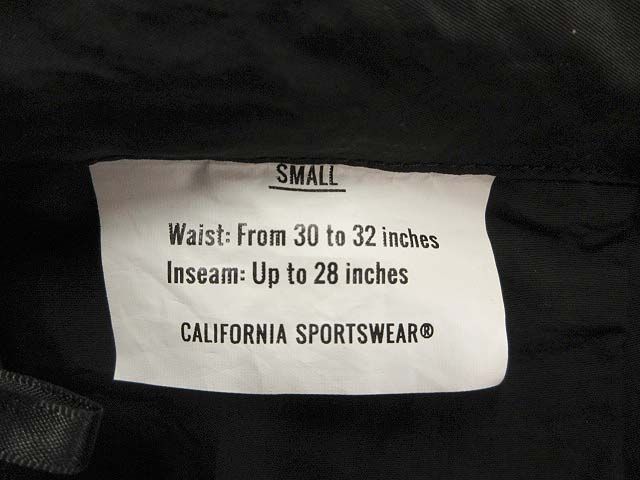 SMALL
Waist: From 30 to 32 inches
Inseam: Up to 28 inches
CALIFORNIA SPORTSWEAR®